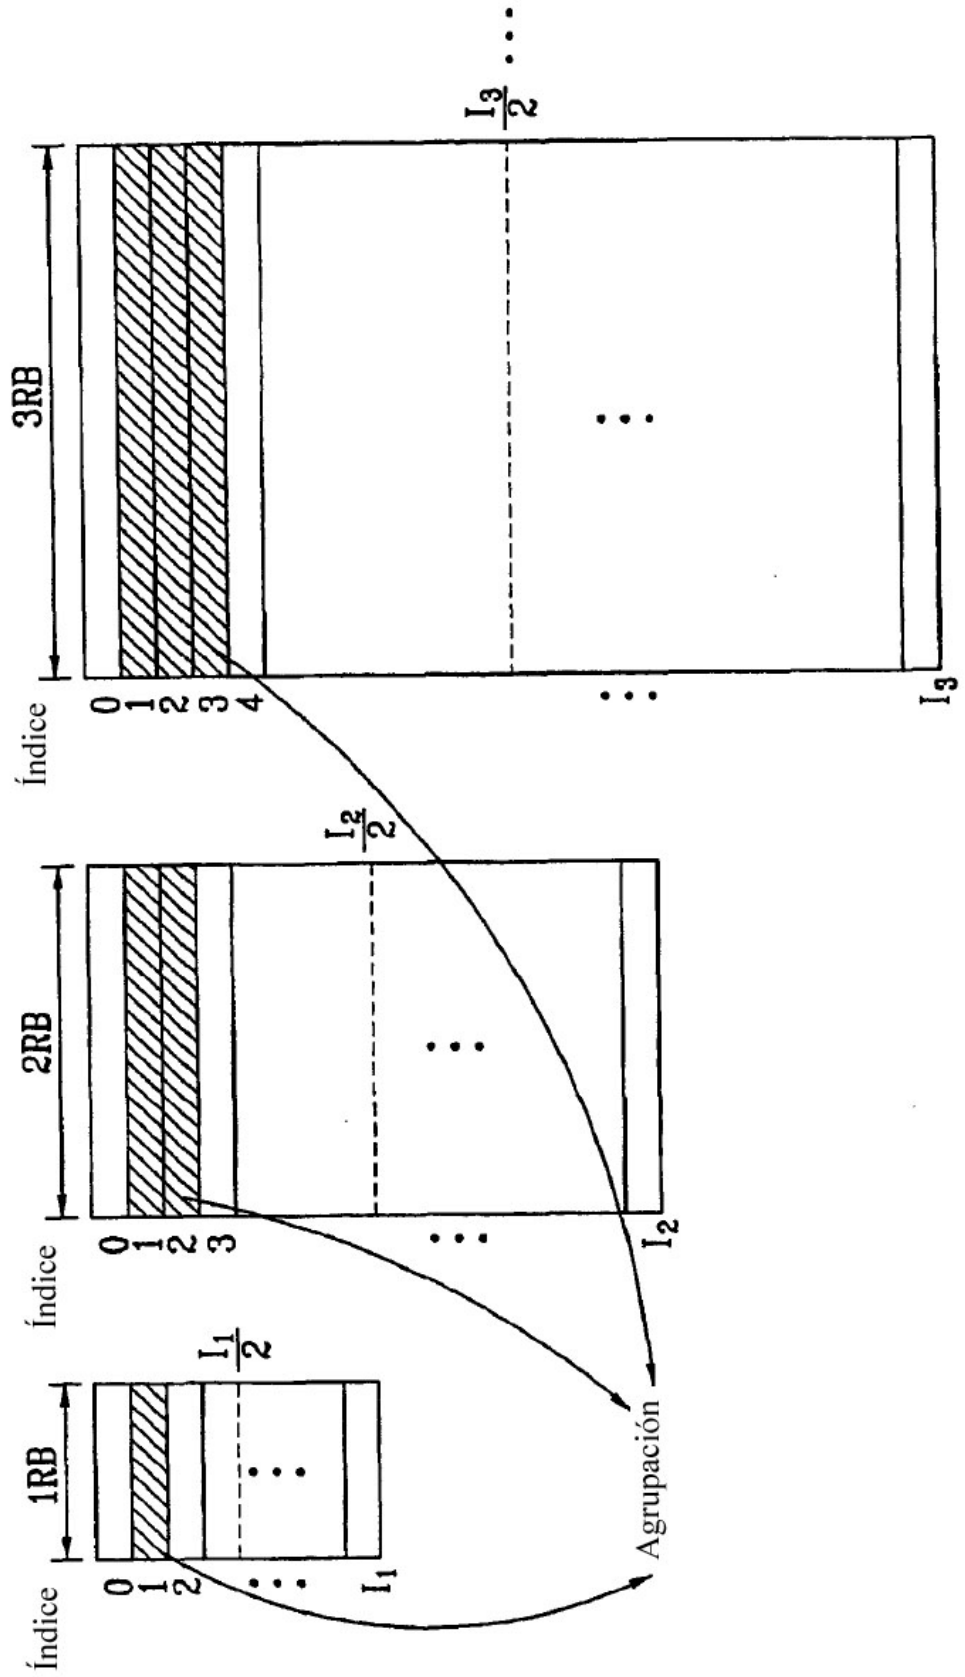 Índice
1RB
0
1
2
...
I₁
I₁/2
Índice
2RB
0
1
2
3
...
I₂
I₂/2
Índice
3RB
0
1
2
3
4
...
I₃
I₃/2
...
Agrupación